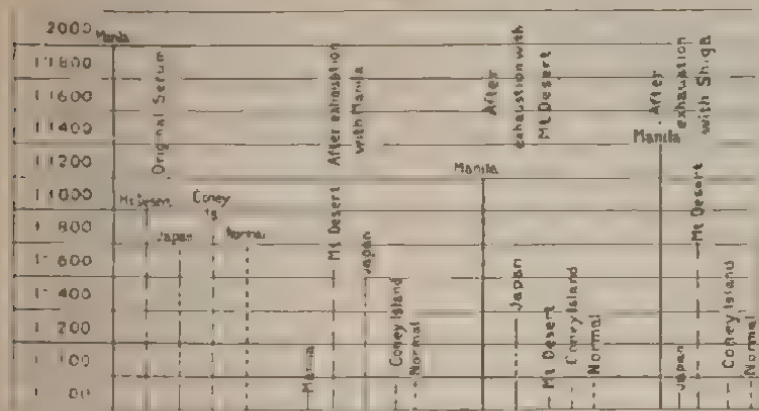 2000
Manila
1 1800
1 1600
1 1400
1 1200
1 1000
1 800
1 600
1 400
1 200
1 00
00
Original Serum
Mt Desert
Japan
Coney
Is
Normal
After exhaustion
with Manila
Manila
Mt Desert
Japan
Coney Island
Normal
After
exhaustion with
Mt Desert
Manila
Japan
Mt Desert
Coney Island
Normal
After
exhaustion
with Shiga
Manila
Japan
Mt Desert
Coney Island
Normal